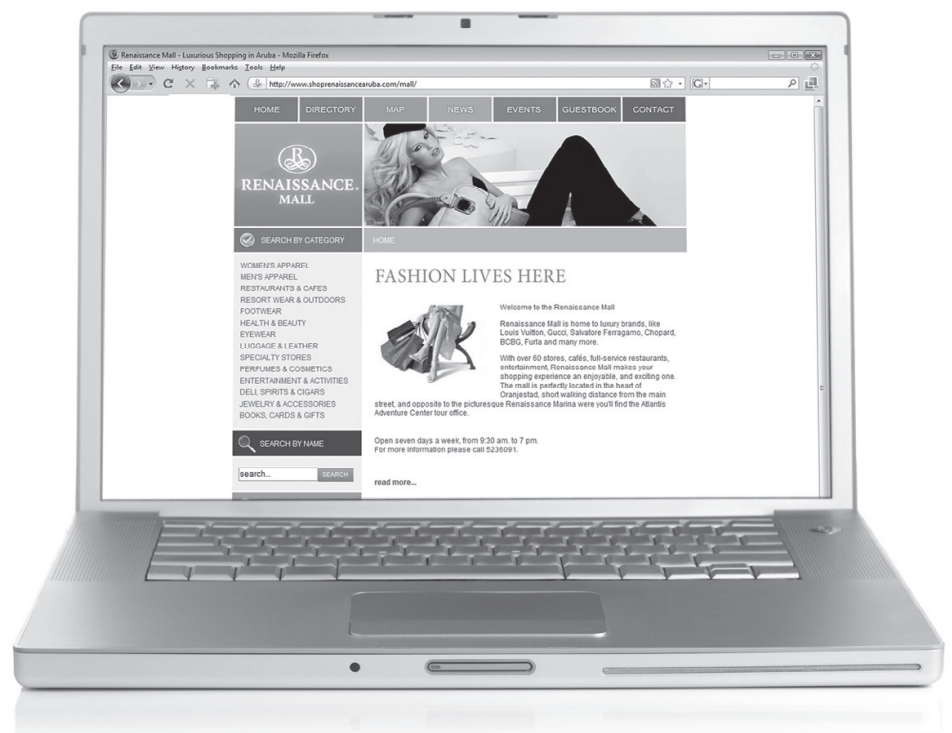 Renaissance Mall - Luxurious Shopping in Aruba - Mozilla Firefox
File Edit View History Bookmarks Tools Help
http://www.shoprenaissancearuba.com/mall/
HOME DIRECTORY MAP NEWS EVENTS GUESTBOOK CONTACT
R
RENAISSANCE.
MALL
SEARCH BY CATEGORY
HOME
WOMEN'S APPAREL
MEN'S APPAREL
RESTAURANTS & CAFES
RESORT WEAR & OUTDOORS
FOOTWEAR
HEALTH & BEAUTY
EYEWEAR
LUGGAGE & LEATHER
SPECIALTY STORES
PERFUMES & COSMETICS
ENTERTAINMENT & ACTIVITIES
DELI, SPIRITS & CIGARS
JEWELRY & ACCESSORIES
BOOKS, CARDS & GIFTS
SEARCH BY NAME
search... SEARCH
FASHION LIVES HERE
Welcome to the Renaissance Mall
Renaissance Mall is home to luxury brands, like
Louis Vuitton, Gucci, Salvatore Ferragamo, Chopard,
BCBG, Furla and many more.
With over 60 stores, cafés, full-service restaurants,
entertainment, Renaissance Mall makes your
shopping experience an enjoyable, and exciting one.
The mall is perfectly located in the heart of
Oranjestad, short walking distance from the main
street, and opposite to the picturesque Renaissance Marina were you'll find the Atlantis
Adventure Center tour office.
Open seven days a week, from 9:30 am. to 7 pm.
For more information please call 5236091.
read more...